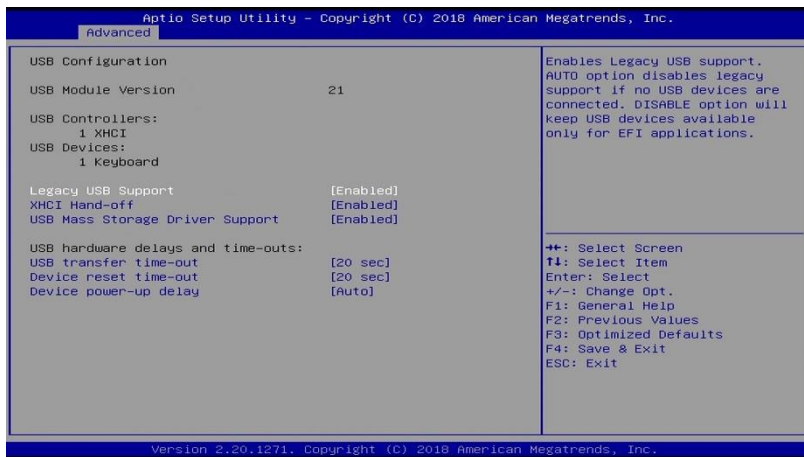 Aptio Setup Utility – Copyright (C) 2018 American Megatrends, Inc.
Advanced
USB Configuration
USB Module Version 21
USB Controllers:
1 XHCI
USB Devices:
1 Keyboard
Legacy USB Support [Enabled]
XHCI Hand-off [Enabled]
USB Mass Storage Driver Support [Enabled]
USB hardware delays and time-outs:
USB transfer time-out [20 sec]
Device reset time-out [20 sec]
Device power-up delay [Auto]
Enables Legacy USB support.
AUTO option disables legacy
support if no USB devices are
connected. DISABLE option will
keep USB devices available
only for EFI applications.
→←: Select Screen
↑↓: Select Item
Enter: Select
+/-: Change Opt.
F1: General Help
F2: Previous Values
F3: Optimized Defaults
F4: Save & Exit
ESC: Exit
Version 2.20.1271. Copyright (C) 2018 American Megatrends, Inc.